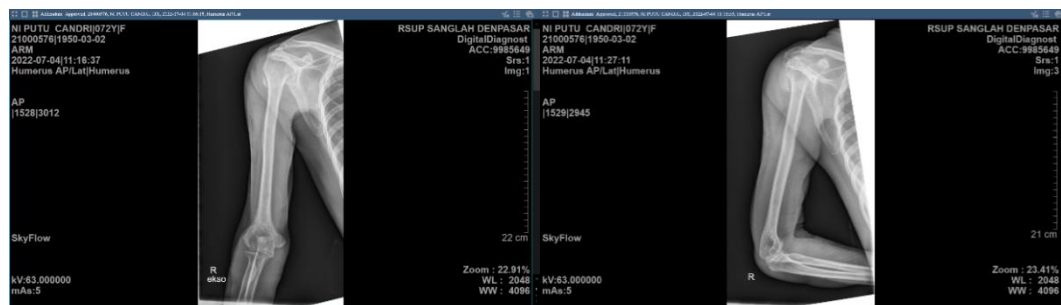 NI PUTU CANDRI|072Y|F
21000576|1950-03-02
ARM
2022-07-04|11:16:37
Humerus AP/Lat|Humerus
AP
|1528|3012
RSUP SANGLAH DENPASAR
DigitalDiagnost
ACC:9985649
Srs:1
Img:1
22 cm
SkyFlow
R
ekso
kV:63.000000
mAs:5
Zoom : 22.91%
WL : 2048
WW : 4096
NI PUTU CANDRI|072Y|F
21000576|1950-03-02
ARM
2022-07-04|11:27:11
Humerus AP/Lat|Humerus
AP
|1529|2945
RSUP SANGLAH DENPASAR
DigitalDiagnost
ACC:9985649
Srs:1
Img:3
21 cm
SkyFlow
R
kV:63.000000
mAs:5
Zoom : 23.41%
WL : 2048
WW : 4096